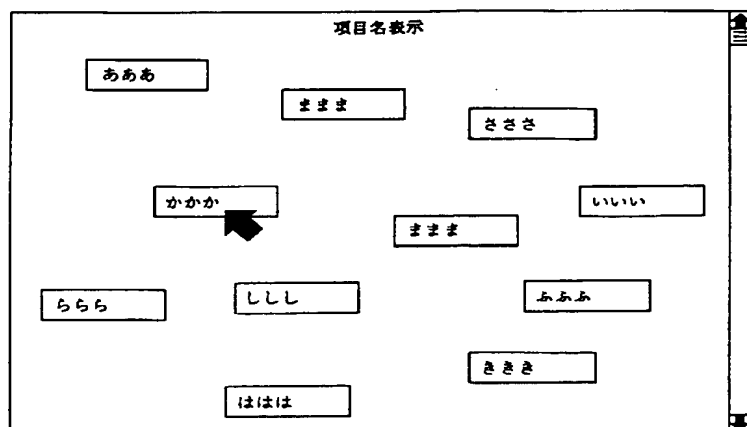 項目名表示
あああ
ままま
さささ
かかか
いいい
ままま
ららら
ししし
ふふふ
ききき
ははは